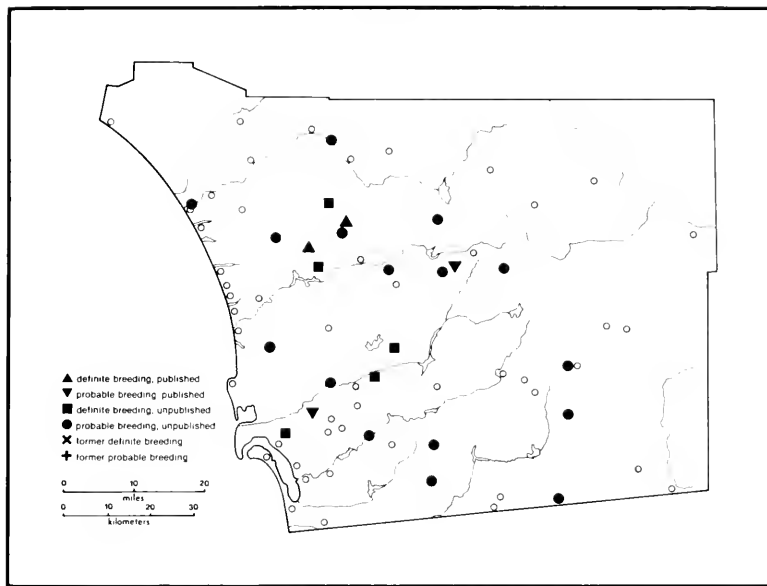 definite breeding, published
probable breeding, published
definite breeding, unpublished
probable breeding, unpublished
former definite breeding
former probable breeding
0 10 20
miles
0 10 20 30
kilometers